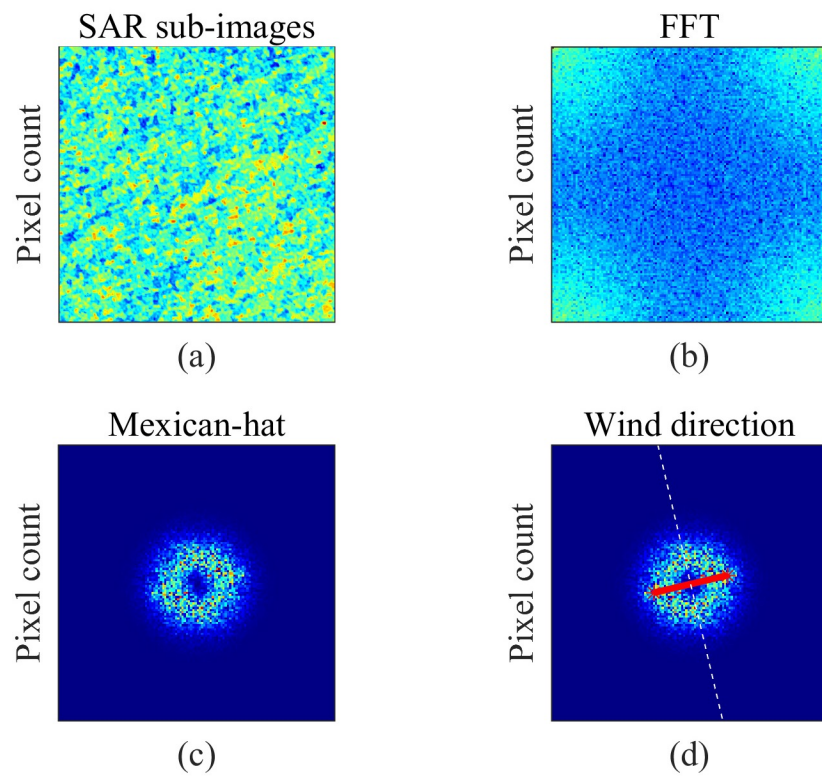 SAR sub-images
FFT
Pixel count
Pixel count
(a)
(b)
Mexican-hat
Wind direction
Pixel count
Pixel count
(c)
(d)